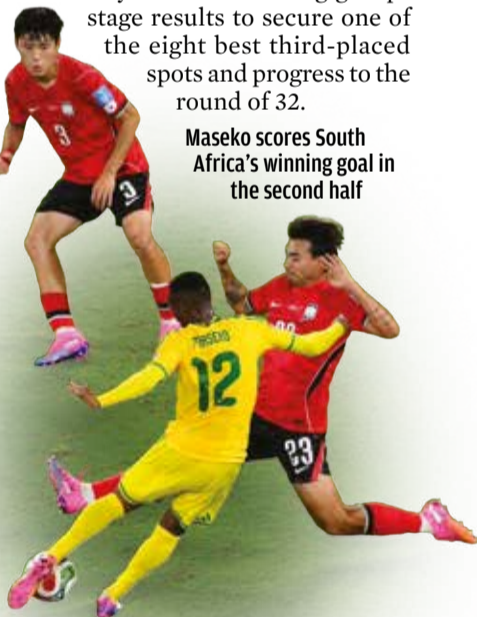 stage results to secure one of
the eight best third-placed
spots and progress to the
round of 32.
Maseko scores South
Africa's winning goal in
the second half
3
3
MASEKO
12
23